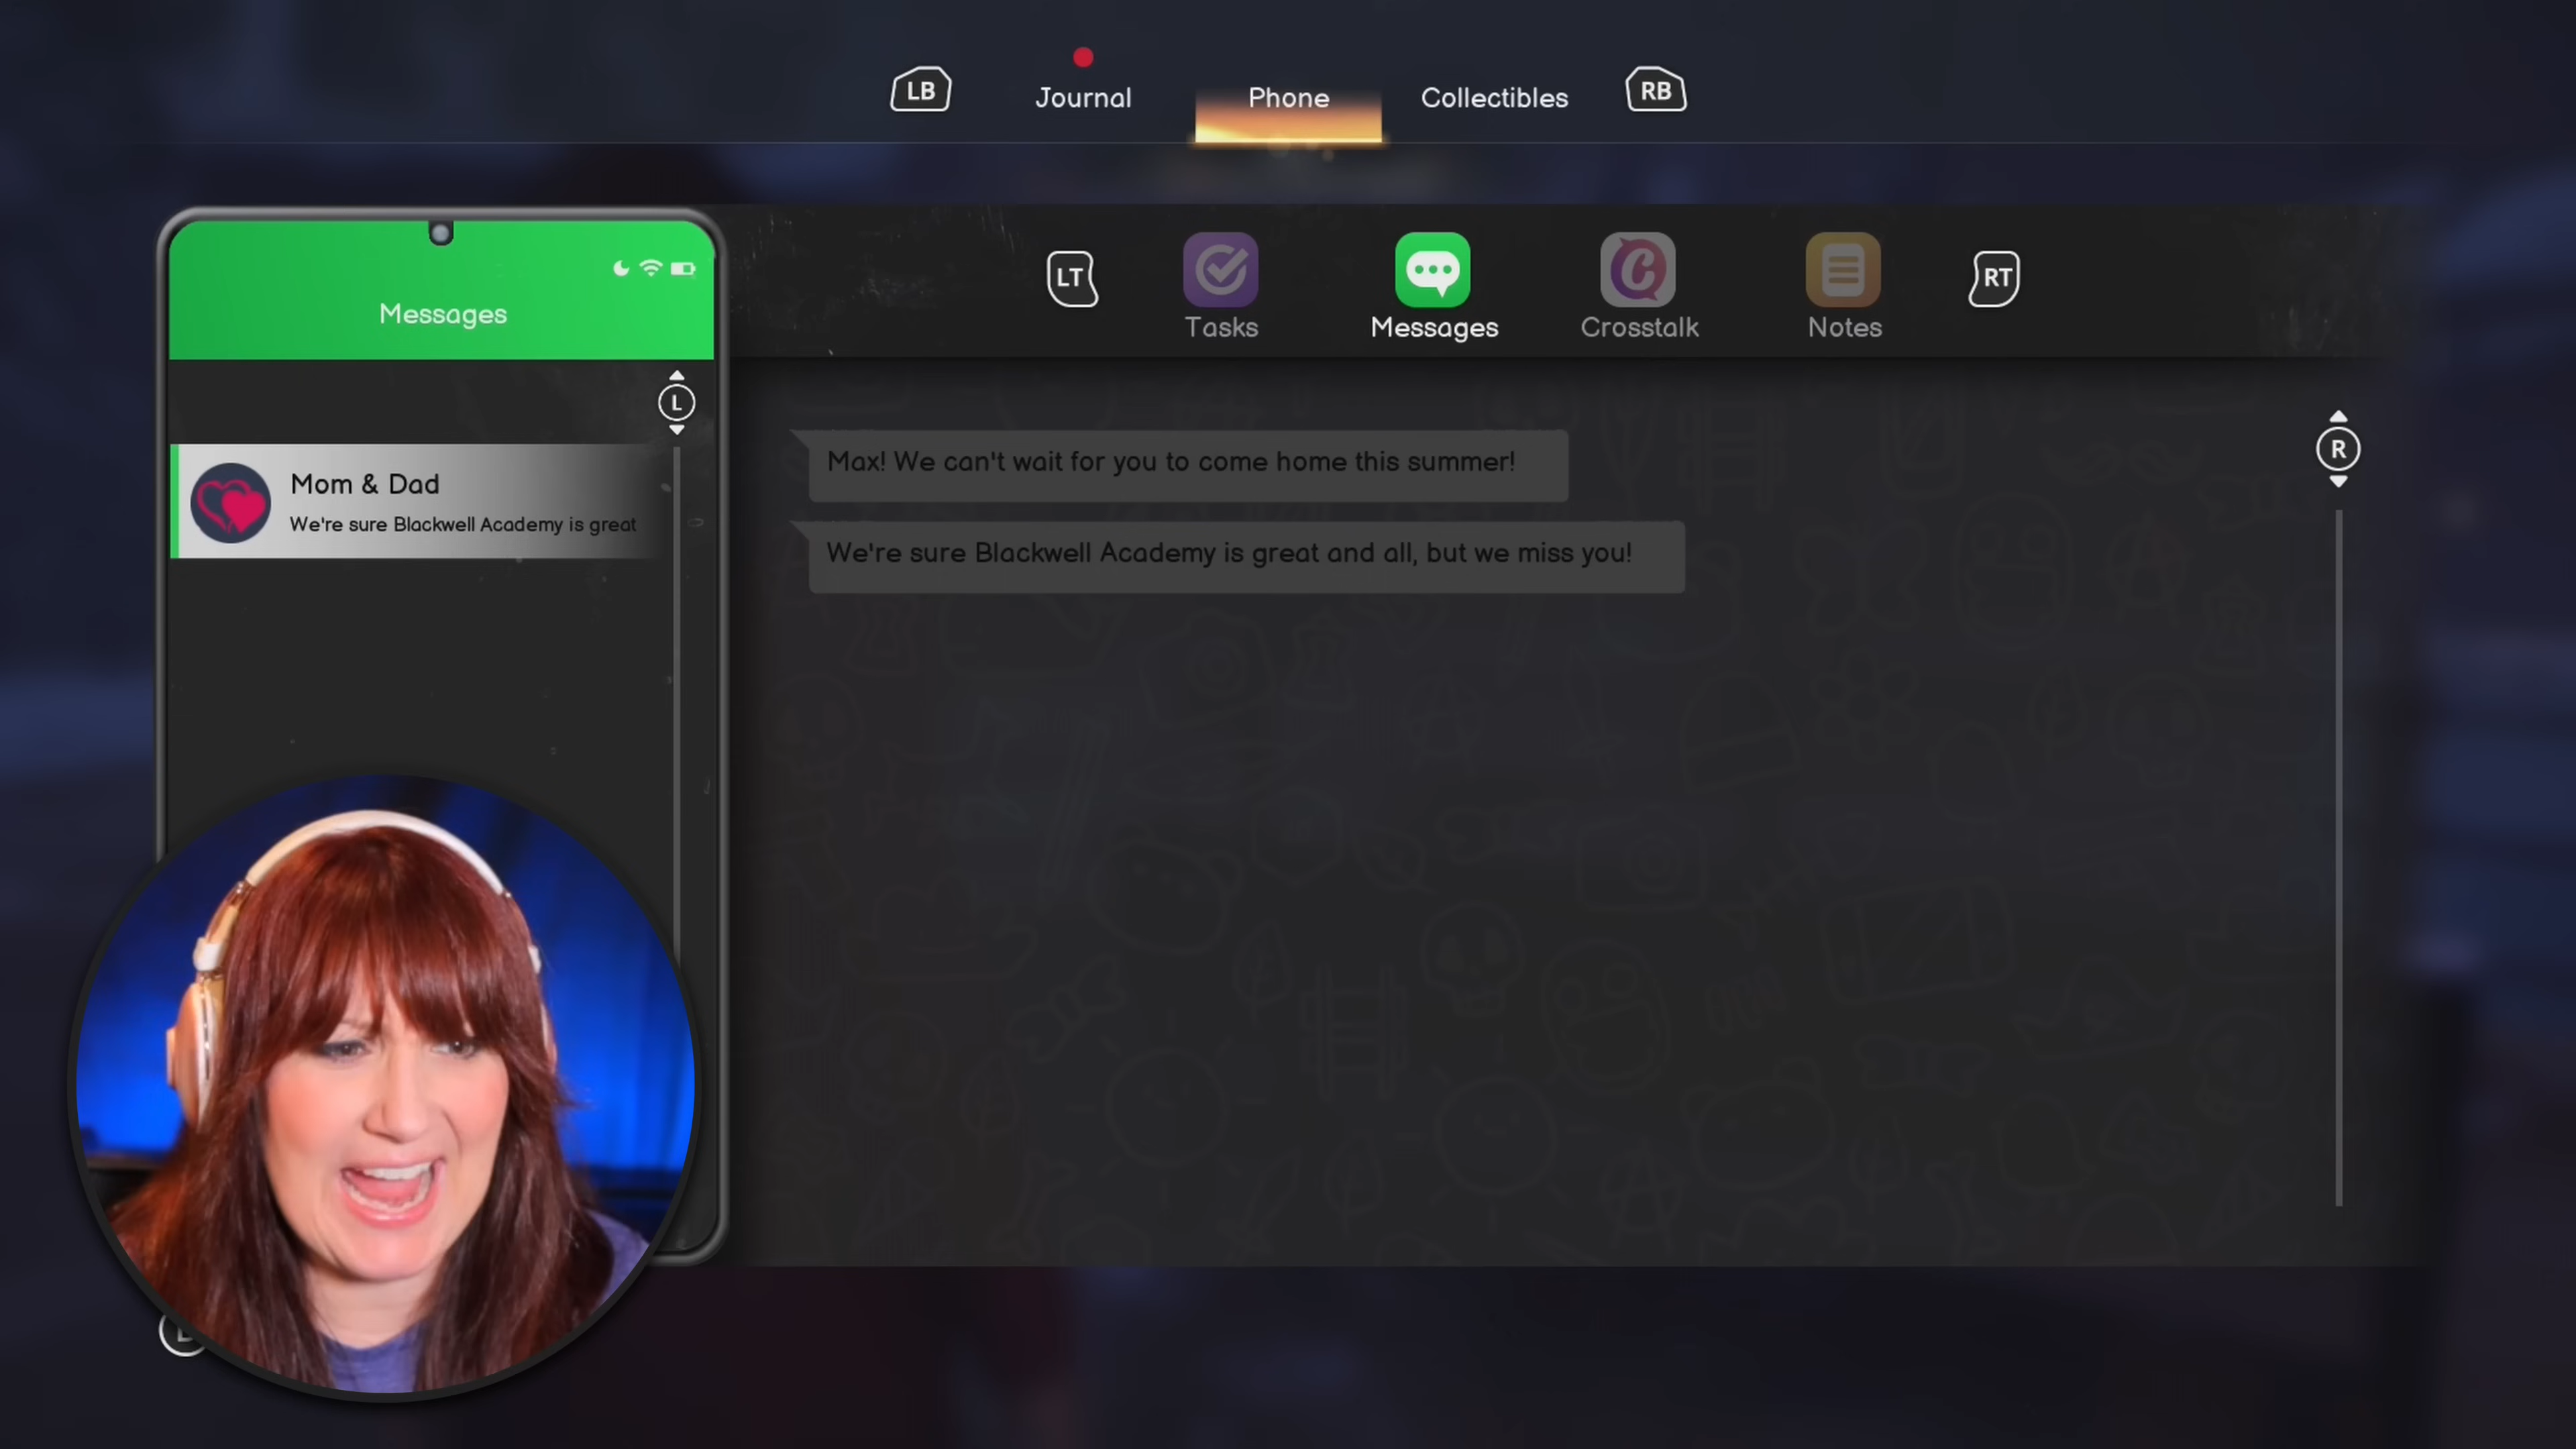 LB
Journal
Phone
Collectibles
RB
Messages
LT
Tasks
Messages
Crosstalk
Notes
RT
L
Mom & Dad
We're sure Blackwell Academy is great
Max! We can't wait for you to come home this summer!
We're sure Blackwell Academy is great and all, but we miss you!
R